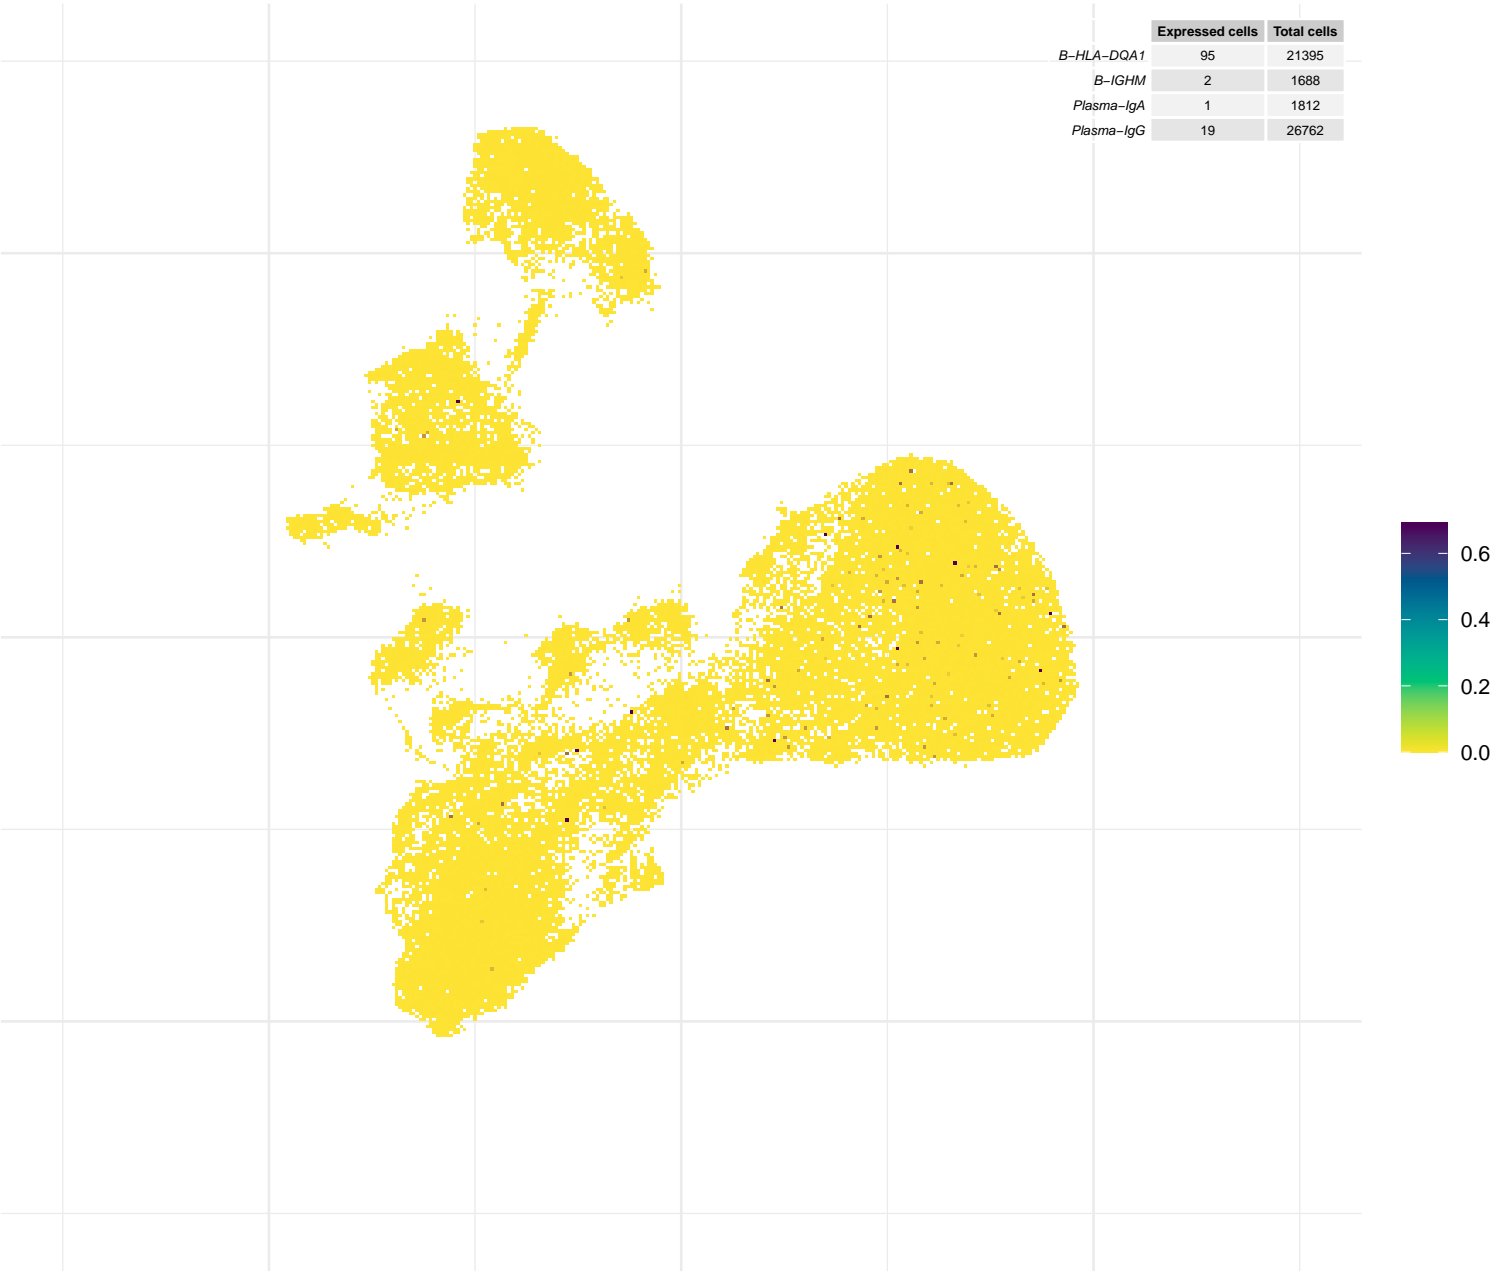 Expressed cells Total cells
B−HLA−DQA1 95 21395
B−IGHM 2 1688
Plasma−IgA 1 1812
Plasma−IgG 19 26762
0.6
0.4
0.2
0.0